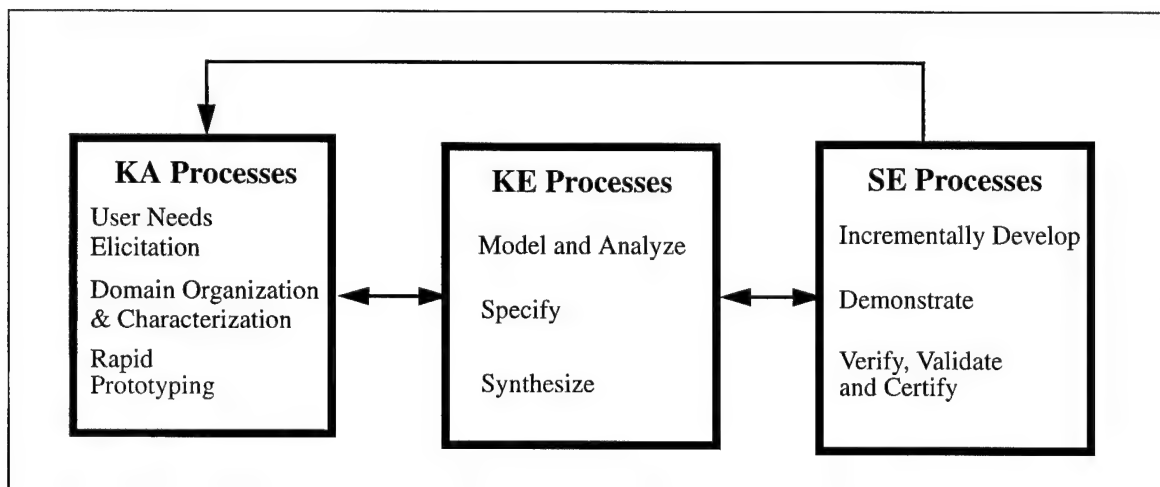 KA Processes
User Needs
Elicitation
Domain Organization
& Characterization
Rapid
Prototyping
KE Processes
Model and Analyze
Specify
Synthesize
SE Processes
Incrementally Develop
Demonstrate
Verify, Validate
and Certify